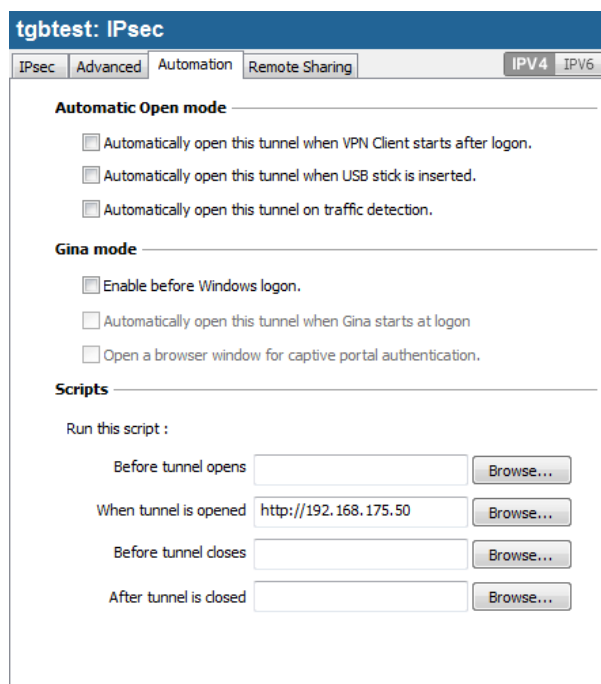 tgbtest: IPsec
IPsec Advanced Automation Remote Sharing IPV4 IPV6
Automatic Open mode
Automatically open this tunnel when VPN Client starts after logon.
Automatically open this tunnel when USB stick is inserted.
Automatically open this tunnel on traffic detection.
Gina mode
Enable before Windows logon.
Automatically open this tunnel when Gina starts at logon
Open a browser window for captive portal authentication.
Scripts
Run this script :
Before tunnel opens Browse...
When tunnel is opened http://192.168.175.50 Browse...
Before tunnel closes Browse...
After tunnel is closed Browse...